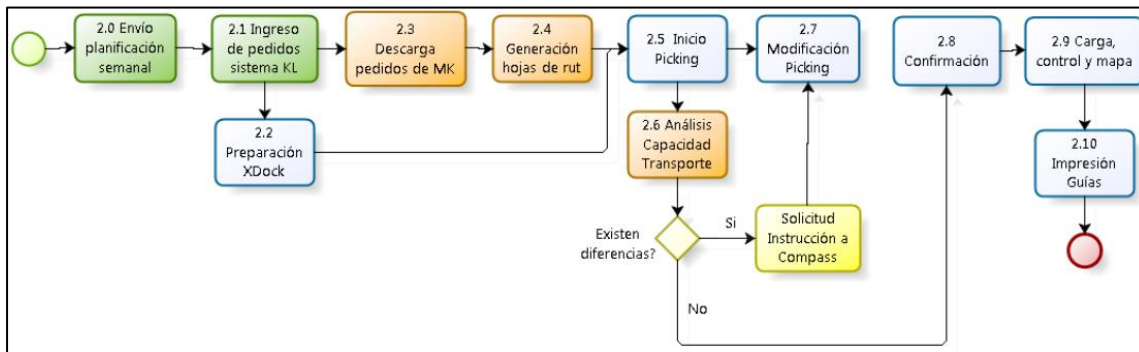 2.0 Envío
planificación
semanal
2.1 Ingreso
de pedidos
sistema KL
2.3
Descarga
pedidos de MK
2.4
Generación
hojas de rut
2.5 Inicio
Picking
2.7
Modificación
Picking
2.8
Confirmación
2.9 Carga,
control y mapa
2.2
Preparación
XDock
2.6 Análisis
Capacidad
Transporte
2.10
Impresión
Guías
Existen
diferencias?
Si
Solicitud
Instrucción a
Compass
No